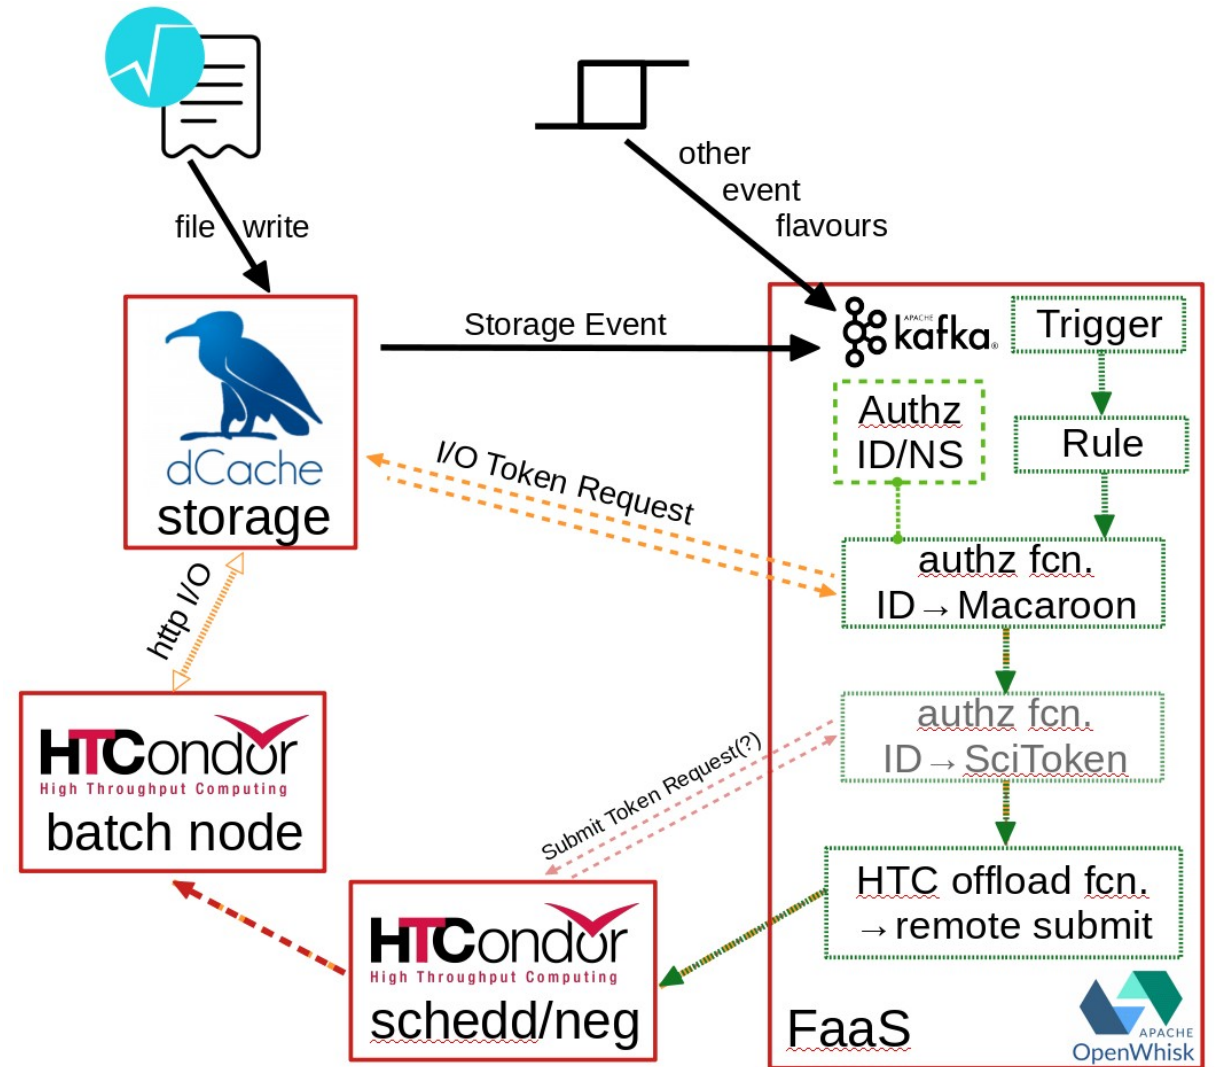 file write
other
event
flavours
Storage Event
APACHE
kafka®
Trigger
Authz
ID/NS
Rule
dCache
storage
I/O Token Request
authz fcn.
ID→Macaroon
http I/O
authz fcn.
ID→SciToken
Submit Token Request(?)
HTCondor
High Throughput Computing
batch node
HTC offload fcn.
→remote submit
HTCondor
High Throughput Computing
schedd/neg
FaaS
APACHE
OpenWhisk